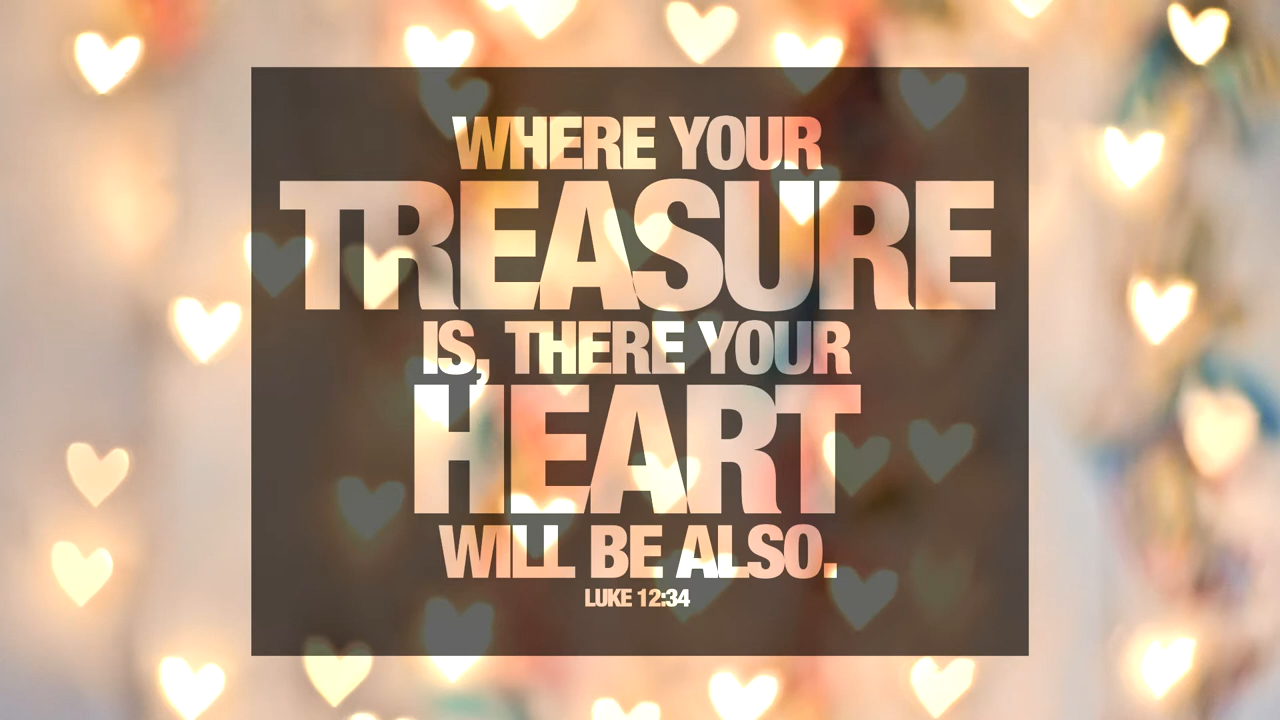 WHERE YOUR
TREASURE
IS, THERE YOUR
HEART
WILL BE ALSO.
LUKE 12:34